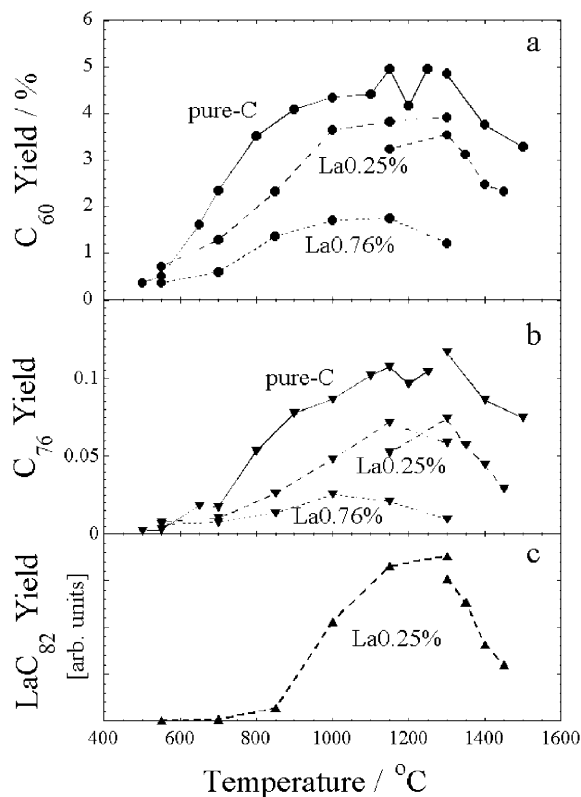 6
a
5
pure-C
4
3
La0.25%
2
La0.76%
1
0
C60 Yield / %
b
pure-C
0.1
0.05
La0.25%
La0.76%
0
C76 Yield
c
La0.25%
LaC82 Yield
[arb. units]
400 600 800 1000 1200 1400 1600
Temperature / °C